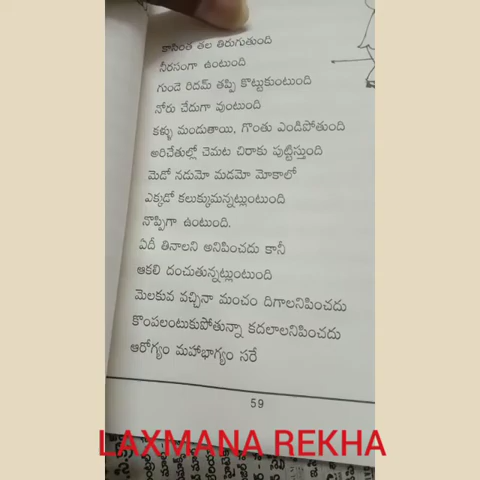 కాసింత తల తిరుగుతుంది
నీరసంగా ఉంటుంది
గుండె రిదమ్ తప్పి కొట్టుకుంటుంది
నోరు చేదుగా వుంటుంది
కళ్ళు మండుతాయి, గొంతు ఎండిపోతుంది
అరిచేతుల్లో చెమట చిరాకు పుట్టిస్తుంది
మెడో నడుమో మడమో మోకాలో
ఎక్కడో కలుక్కుమన్నట్లుంటుంది
నొప్పిగా ఉంటుంది.
ఏదీ తినాలని అనిపించదు కానీ
ఆకలి దంచుతున్నట్లుంటుంది
మెలకువ వచ్చినా మంచం దిగాలనిపించదు
కొంపలంటుకుపోతున్నా కదలాలనిపించదు
ఆరోగ్యం మహాభాగ్యం సరే
59
LAXMANA REKHA